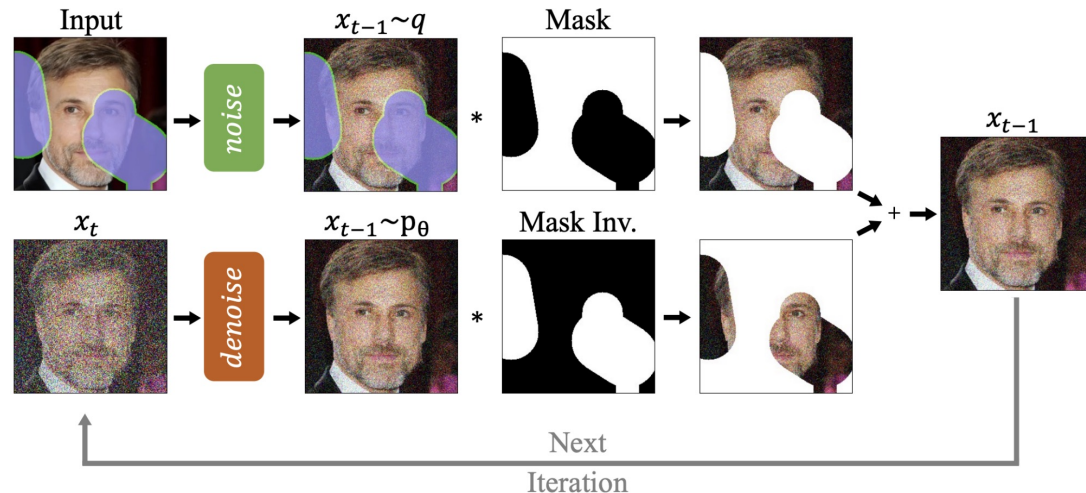 Input
x_{t-1}~q
Mask
noise
*
x_{t-1}
+
x_t
x_{t-1}~p_θ
Mask Inv.
denoise
*
Next
Iteration